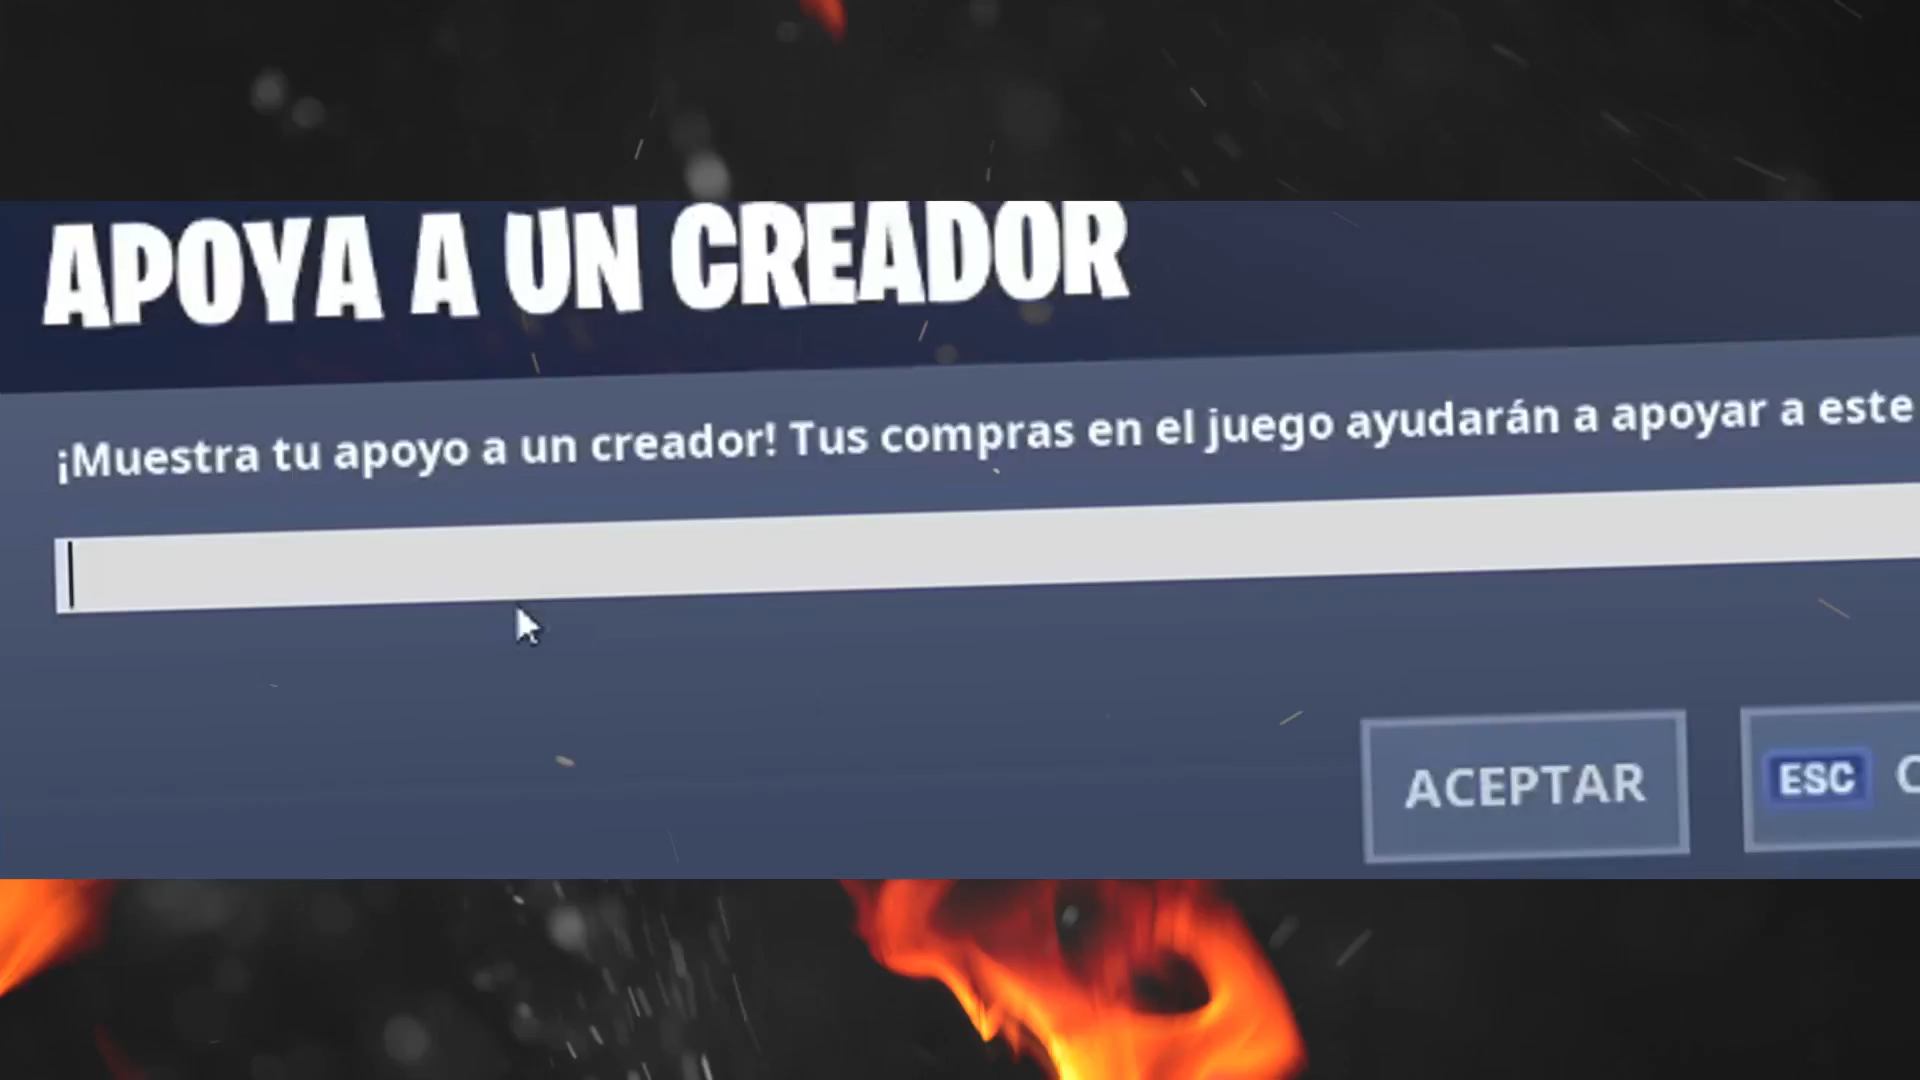 APOYA A UN CREADOR
¡Muestra tu apoyo a un creador! Tus compras en el juego ayudarán a apoyar a este
ACEPTAR
ESC